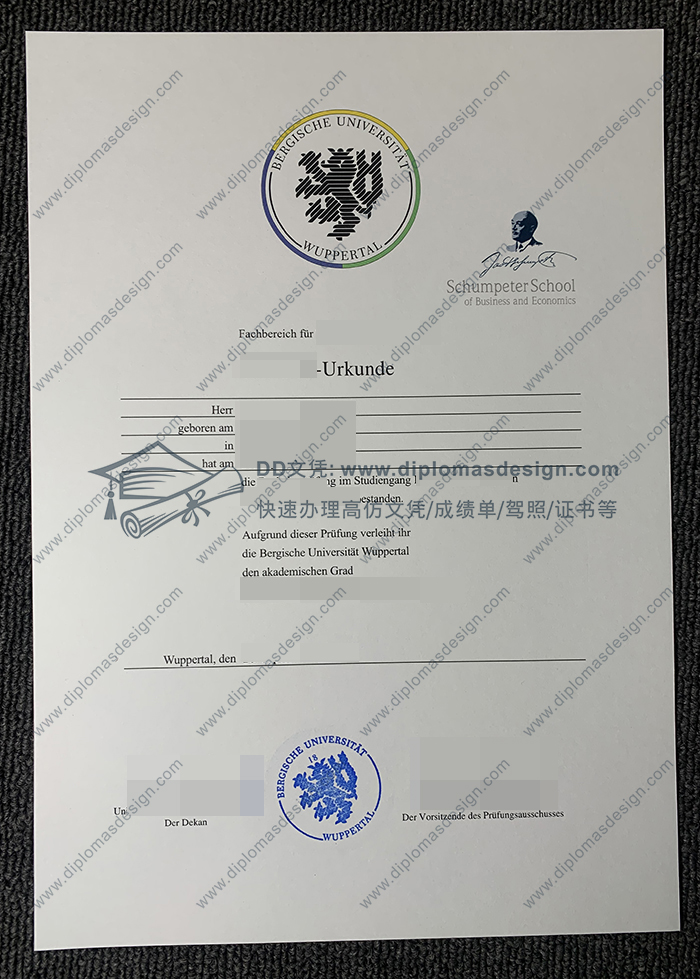 BERGISCHE UNIVERSITÄT
WUPPERTAL
Schumpeter School
of Business and Economics
Fachbereich für
-Urkunde
Herr
geboren am
in
hat am
DD文凭: www.diplomasdesign.com
die ng im Studiengang
bestanden.
快速办理高仿文凭/成绩单/驾照/证书等
Aufgrund dieser Prüfung verleiht ihr
die Bergische Universität Wuppertal
den akademischen Grad
Wuppertal, den
BERGISCHE UNIVERSITÄT
18
WUPPERTAL
Un
Der Dekan
Der Vorsitzende des Prüfungsausschusses
www.diplomasdesign.com